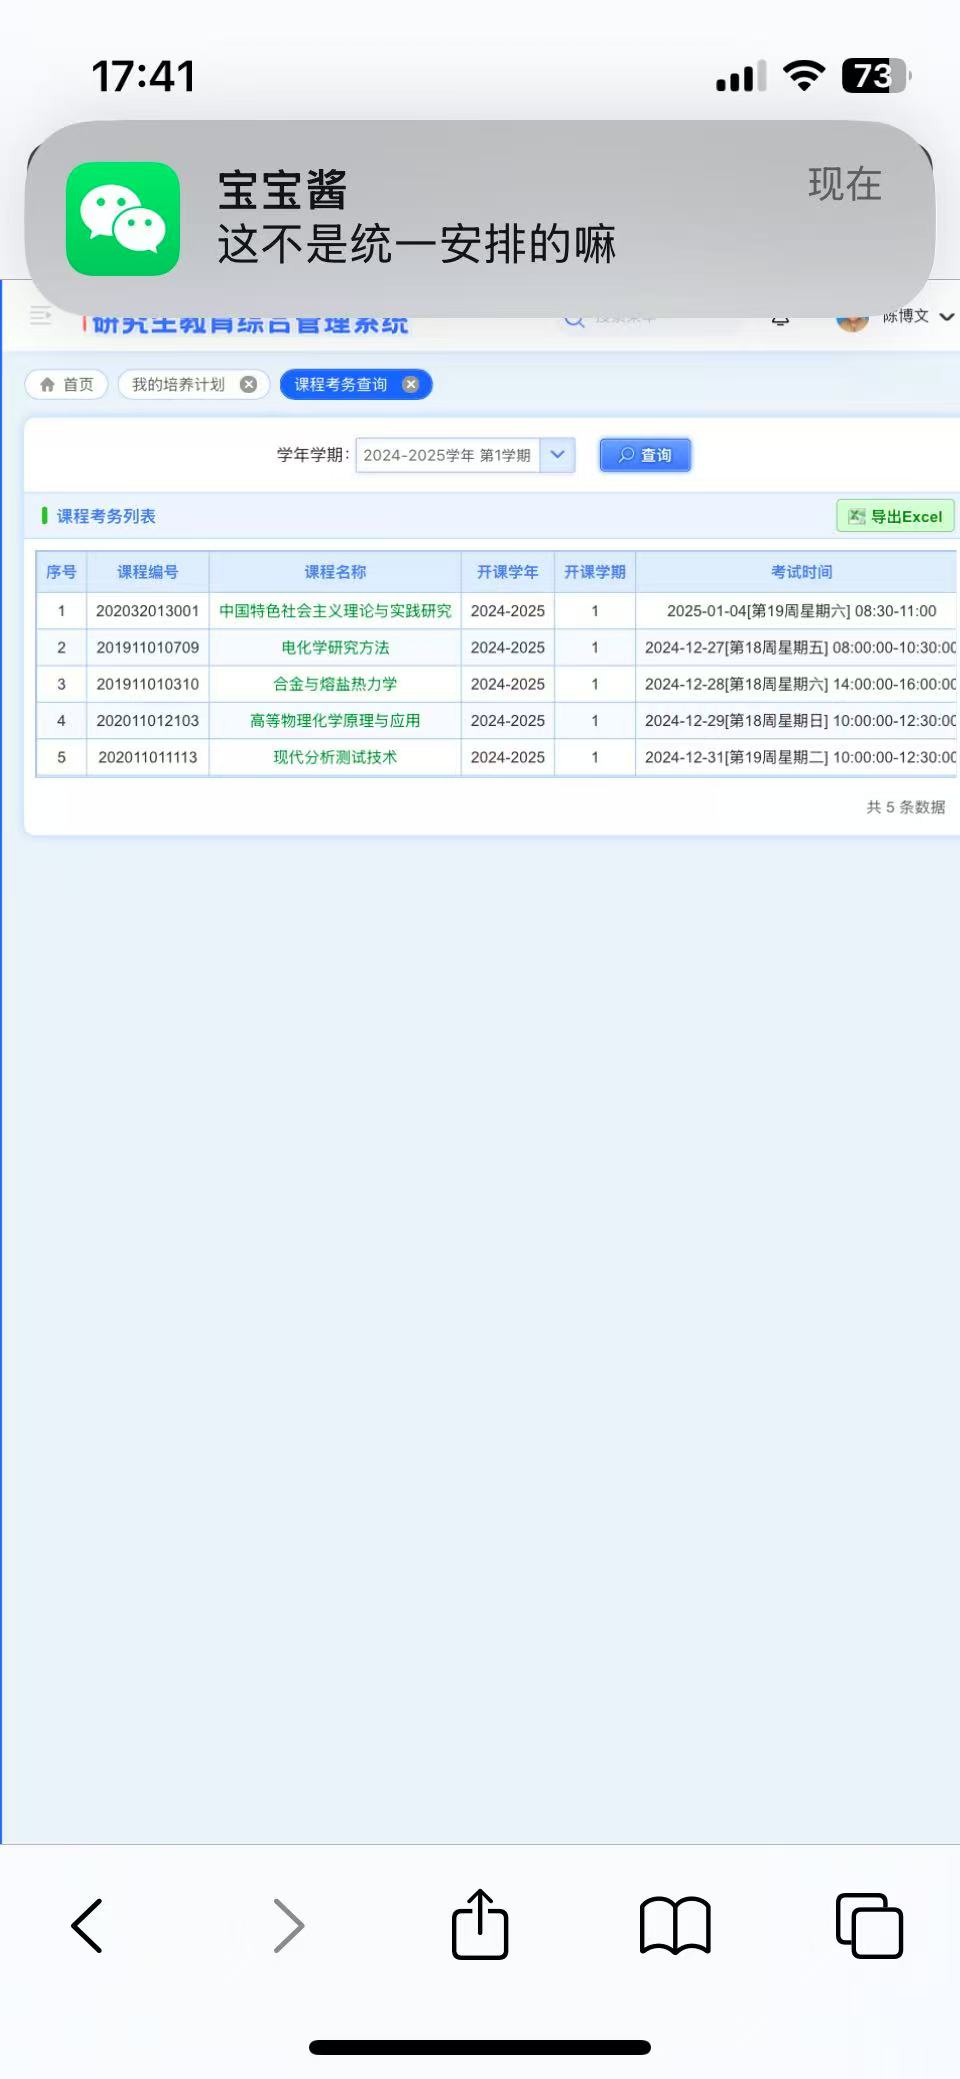 17:41
73
宝宝酱
现在
这不是统一安排的嘛
研究生教育综合管理系统
搜索菜单
陈博文
首页
我的培养计划
课程考务查询
学年学期:
2024-2025学年 第1学期
查询
课程考务列表
导出Excel
序号 课程编号 课程名称 开课学年 开课学期 考试时间
1 202032013001 中国特色社会主义理论与实践研究 2024-2025 1 2025-01-04[第19周星期六] 08:30-11:00
2 201911010709 电化学研究方法 2024-2025 1 2024-12-27[第18周星期五] 08:00:00-10:30:00
3 201911010310 合金与熔盐热力学 2024-2025 1 2024-12-28[第18周星期六] 14:00:00-16:00:00
4 202011012103 高等物理化学原理与应用 2024-2025 1 2024-12-29[第18周星期日] 10:00:00-12:30:00
5 202011011113 现代分析测试技术 2024-2025 1 2024-12-31[第19周星期二] 10:00:00-12:30:00
共 5 条数据